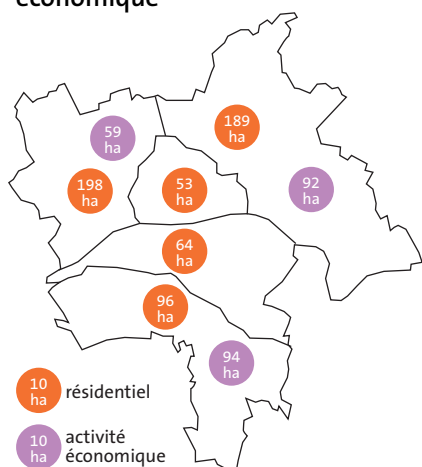 économique
189
ha
59
ha
198
ha
53
ha
92
ha
64
ha
96
ha
94
ha
10
ha
résidentiel
10
ha
activité
économique